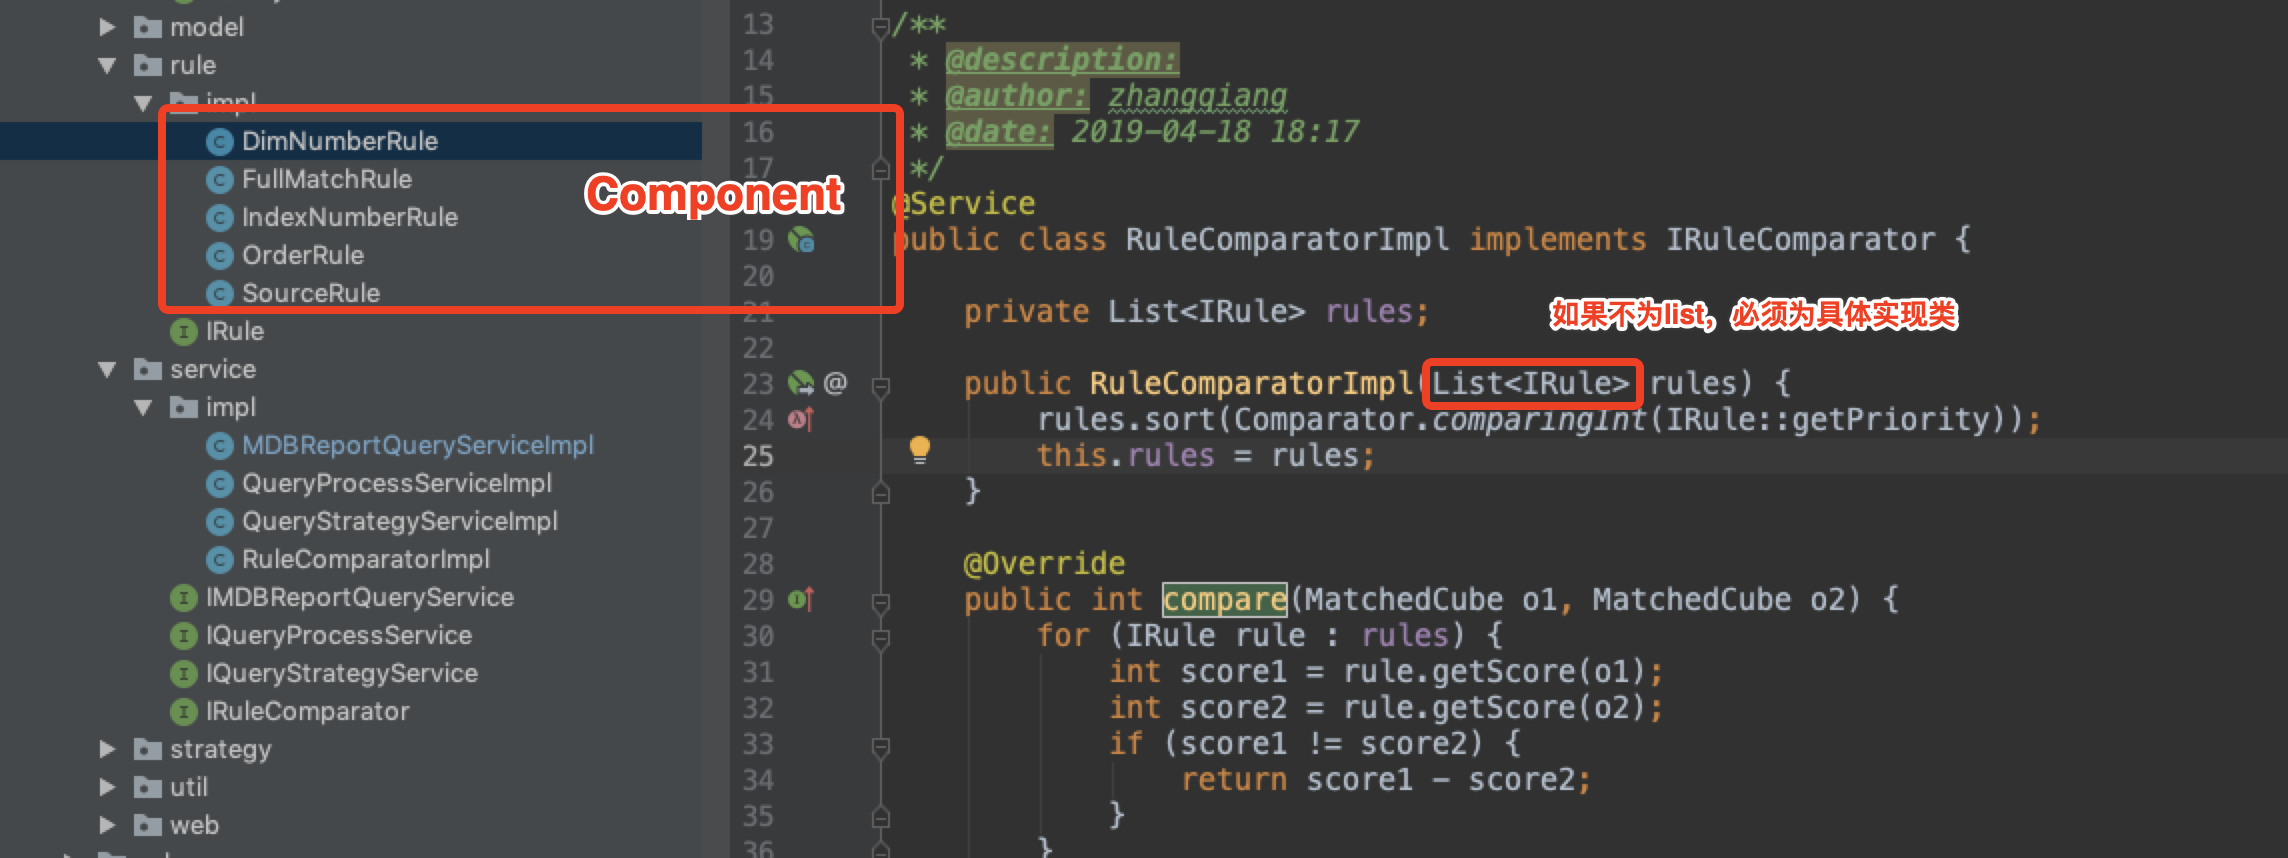 model
rule
impl
DimNumberRule
FullMatchRule
IndexNumberRule
OrderRule
SourceRule
IRule
service
impl
MDBReportQueryServiceImpl
QueryProcessServiceImpl
QueryStrategyServiceImpl
RuleComparatorImpl
IMDBReportQueryService
IQueryProcessService
IQueryStrategyService
IRuleComparator
strategy
util
web
Component
13 /**
14 * @description:
15 * @author: zhangqiang
16 * @date: 2019-04-18 18:17
17 */
@Service
19 public class RuleComparatorImpl implements IRuleComparator {
20
21 private List<IRule> rules;
如果不为list，必须为具体实现类
22
23 @ public RuleComparatorImpl(List<IRule> rules) {
24 rules.sort(Comparator.comparingInt(IRule::getPriority));
25 this.rules = rules;
26 }
27
28 @Override
29 public int compare(MatchedCube o1, MatchedCube o2) {
30 for (IRule rule : rules) {
31 int score1 = rule.getScore(o1);
32 int score2 = rule.getScore(o2);
33 if (score1 != score2) {
34 return score1 - score2;
35 }
36 }